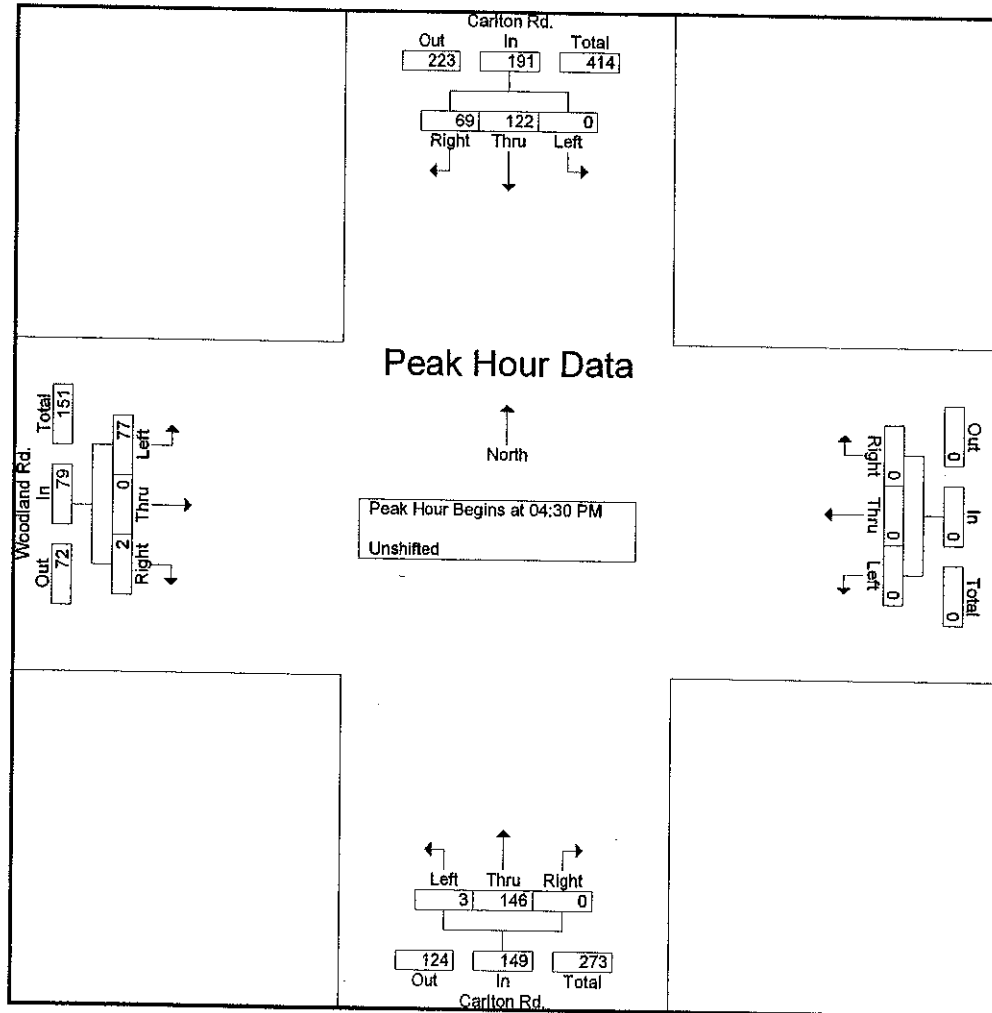 Carlton Rd.
Out In Total
223 191 414
69 122 0
Right Thru Left
Peak Hour Data
North
Peak Hour Begins at 04:30 PM
Unshifted
Woodland Rd.
Out In Total
72 79 151
Right Thru Left
2 0 77
Out In Total
0 0 0
Right Thru Left
0 0 0
Left Thru Right
3 146 0
124 149 273
Out In Total
Carlton Rd.